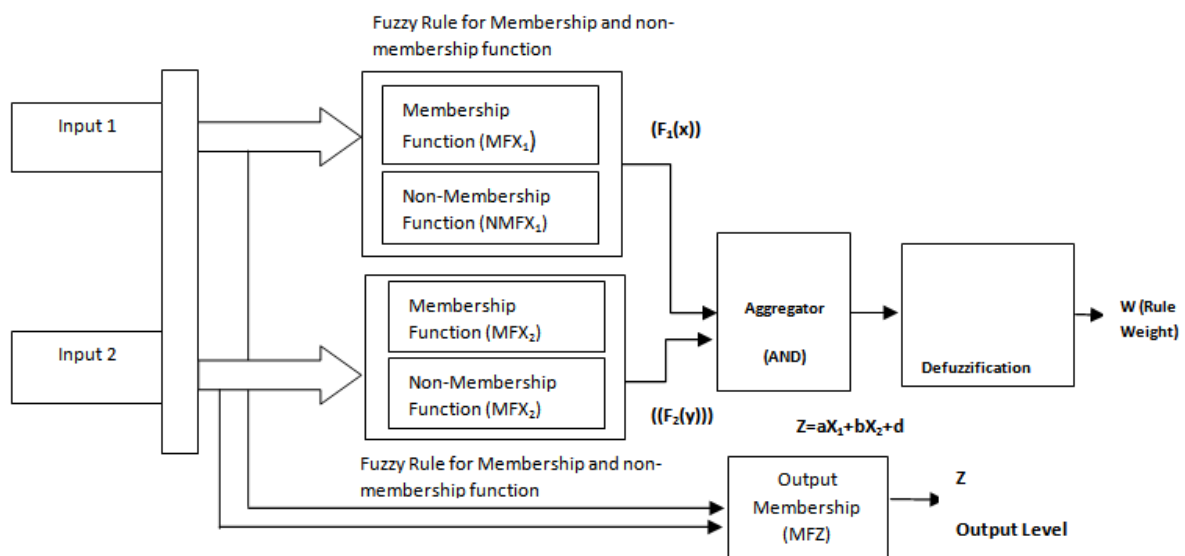 Fuzzy Rule for Membership and non-
membership function
Input 1
Membership
Function (MFX₁)
Non-Membership
Function (NMFX₁)
(F₁(x))
Input 2
Membership
Function (MFX₂)
Non-Membership
Function (MFX₂)
((F₂(y)))
Aggregator
(AND)
Defuzzification
W (Rule
Weight)
Z=aX₁+bX₂+d
Fuzzy Rule for Membership and non-
membership function
Output
Membership
(MFZ)
Z
Output Level